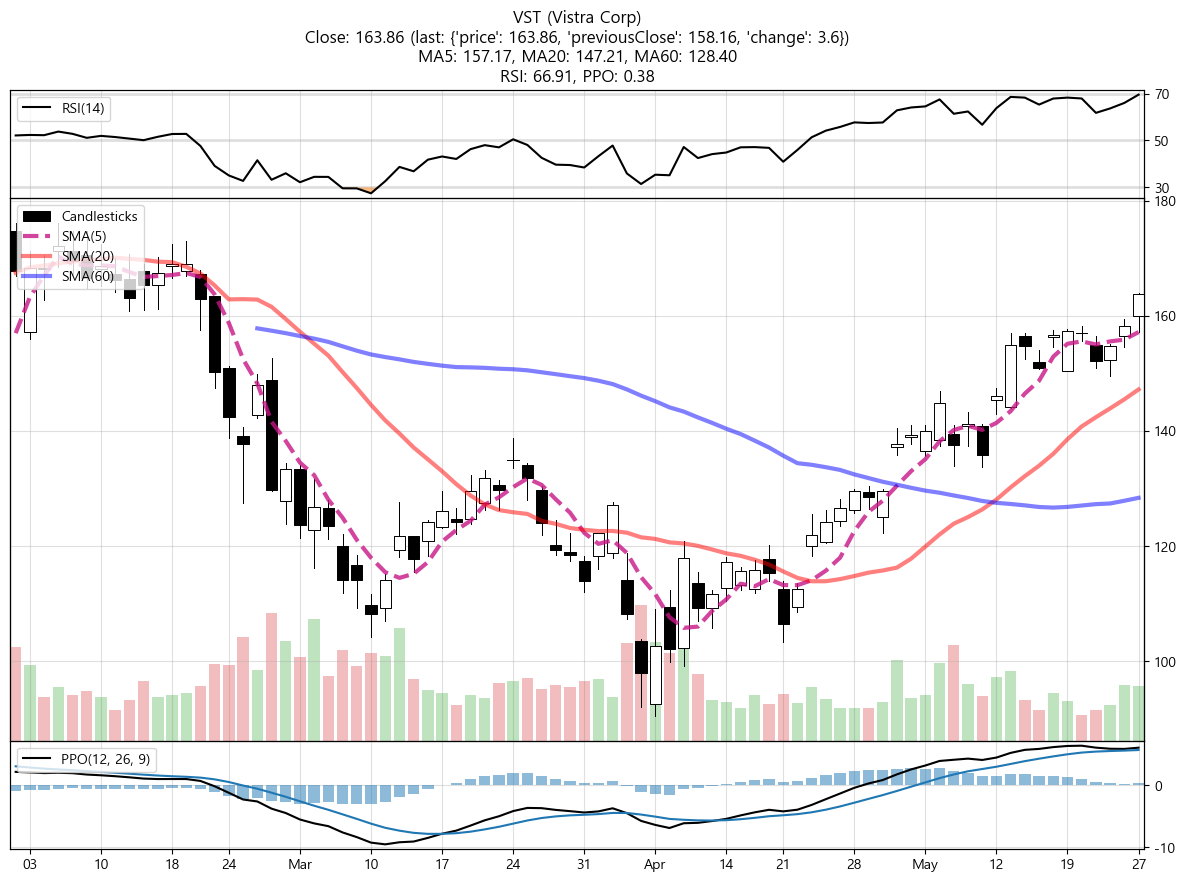 VST (Vistra Corp)
Close: 163.86 (last: {'price': 163.86, 'previousClose': 158.16, 'change': 3.6})
MA5: 157.17, MA20: 147.21, MA60: 128.40
RSI: 66.91, PPO: 0.38
RSI(14)
70
50
30
Candlesticks
SMA(5)
SMA(20)
SMA(60)
180
160
140
120
100
PPO(12, 26, 9)
0
-10
03 10 18 24 Mar 10 17 24 31 Apr 14 21 28 May 12 19 27